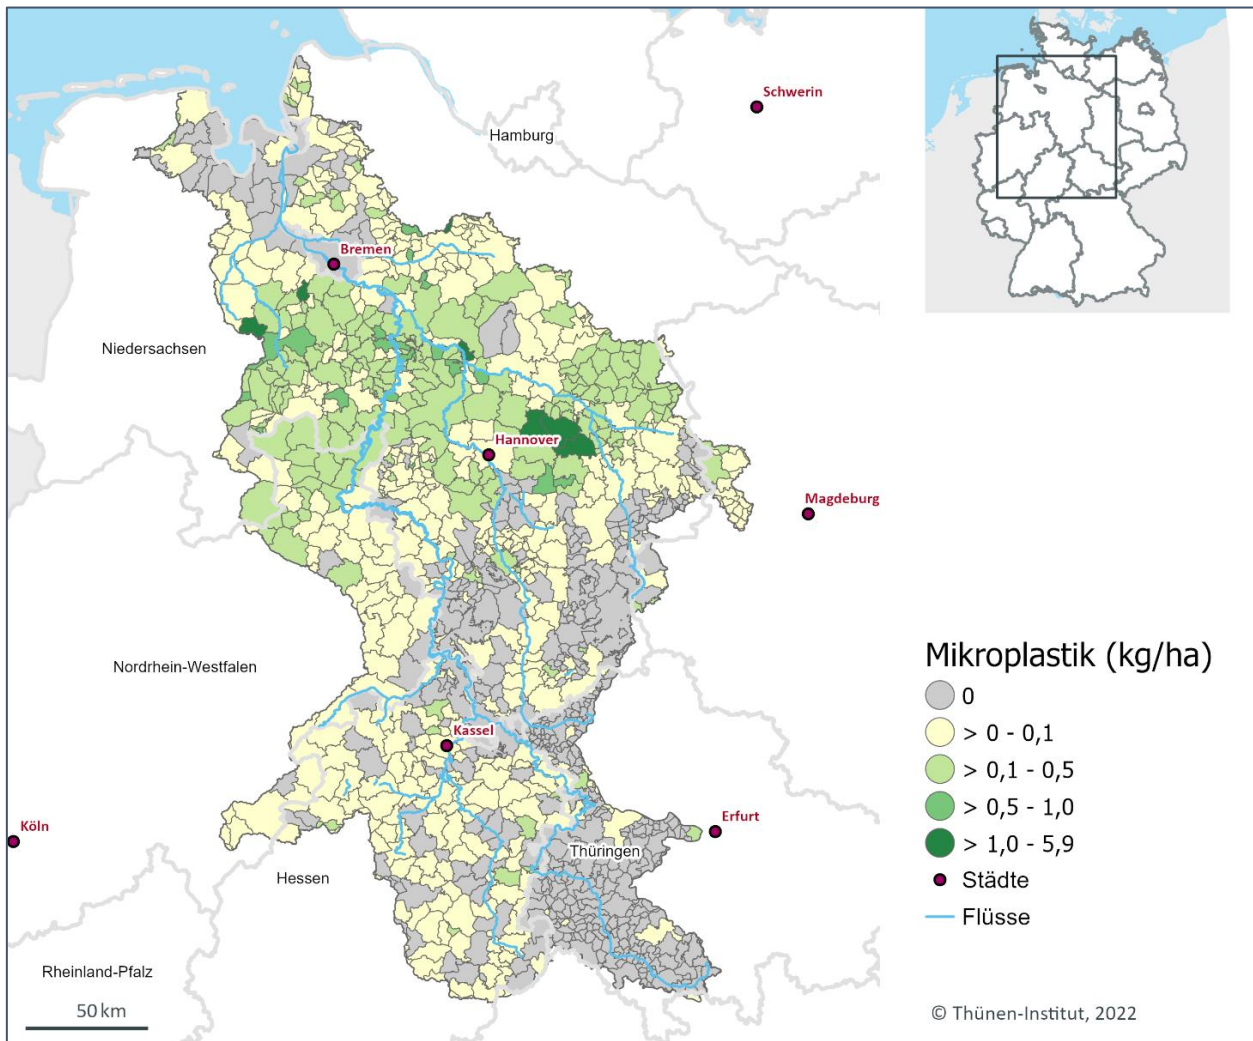 Schwerin
Hamburg
Bremen
Niedersachsen
Hannover
Magdeburg
Nordrhein-Westfalen
Kassel
Köln
Erfurt
Thüringen
Hessen
Rheinland-Pfalz
50 km
Mikroplastik (kg/ha)
0
> 0 - 0,1
> 0,1 - 0,5
> 0,5 - 1,0
> 1,0 - 5,9
Städte
Flüsse
© Thünen-Institut, 2022